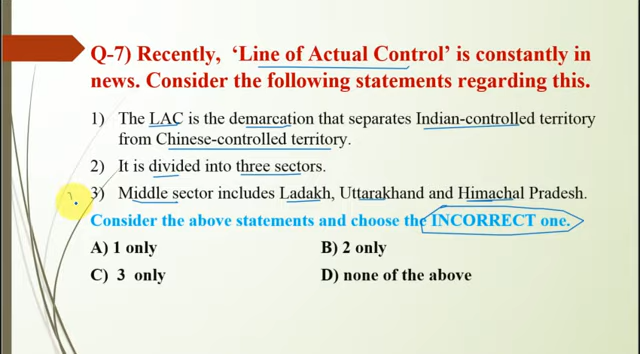 Q-7) Recently, ‘Line of Actual Control’ is constantly in
news. Consider the following statements regarding this.
1) The LAC is the demarcation that separates Indian-controlled territory
from Chinese-controlled territory.
2) It is divided into three sectors.
3) Middle sector includes Ladakh, Uttarakhand and Himachal Pradesh.
Consider the above statements and choose the INCORRECT one.
A) 1 only B) 2 only
C) 3 only D) none of the above